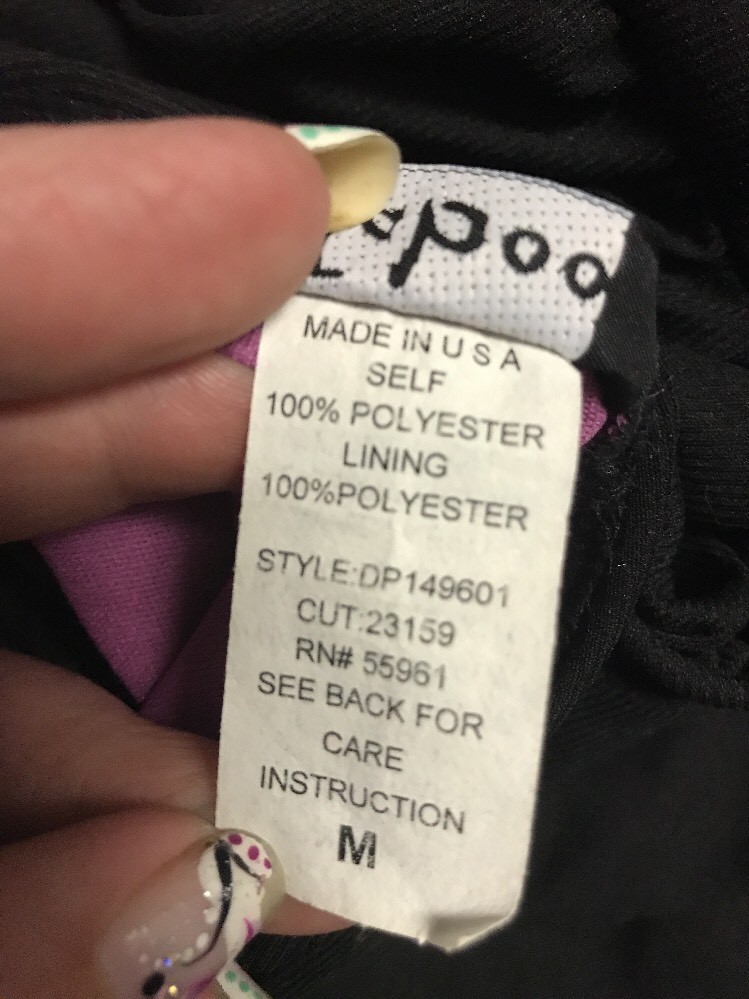 poo
MADE IN U S A
SELF
100% POLYESTER
LINING
100%POLYESTER
STYLE:DP149601
CUT:23159
RN# 55961
SEE BACK FOR
CARE
INSTRUCTION
M